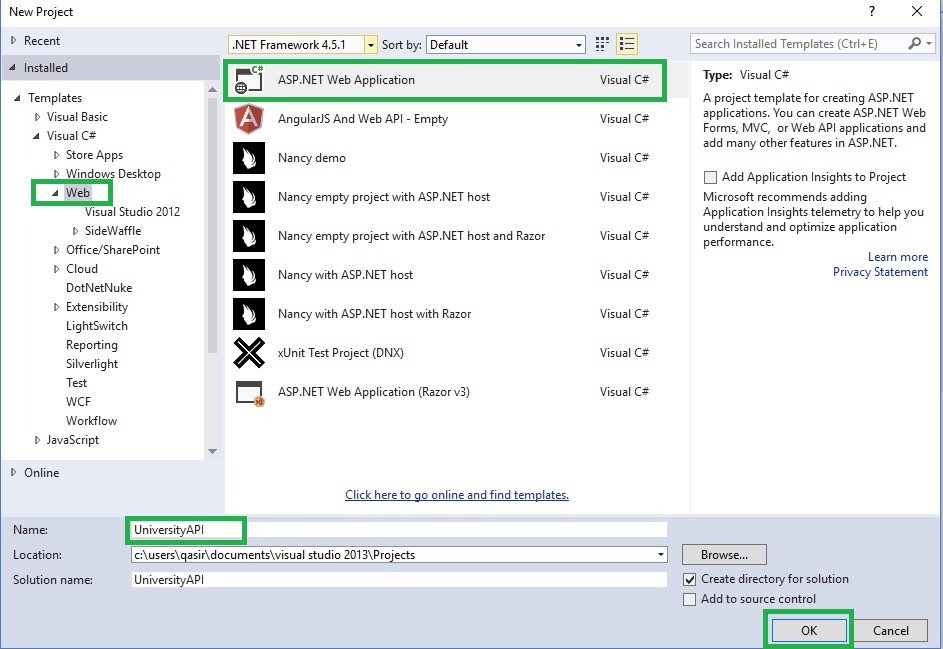 New Project
?
Recent
.NET Framework 4.5.1
Sort by:
Default
Search Installed Templates (Ctrl+E)
Installed
Templates
Visual Basic
Visual C#
Store Apps
Windows Desktop
Web
Visual Studio 2012
SideWaffle
Office/SharePoint
Cloud
DotNetNuke
Extensibility
LightSwitch
Reporting
Silverlight
Test
WCF
Workflow
JavaScript
Online
C#
ASP.NET Web Application Visual C#
AngularJS And Web API - Empty Visual C#
Nancy demo Visual C#
Nancy empty project with ASP.NET host Visual C#
Nancy empty project with ASP.NET host and Razor Visual C#
Nancy with ASP.NET host Visual C#
Nancy with ASP.NET host with Razor Visual C#
xUnit Test Project (DNX) Visual C#
ASP.NET Web Application (Razor v3) Visual C#
Click here to go online and find templates.
Type: Visual C#
A project template for creating ASP.NET
applications. You can create ASP.NET Web
Forms, MVC, or Web API applications and
add many other features in ASP.NET.
Add Application Insights to Project
Microsoft recommends adding
Application Insights telemetry to help you
understand and optimize application
performance.
Learn more
Privacy Statement
Name: UniversityAPI
Location: c:\users\qasir\documents\visual studio 2013\Projects
Browse...
Solution name: UniversityAPI
Create directory for solution
Add to source control
OK
Cancel